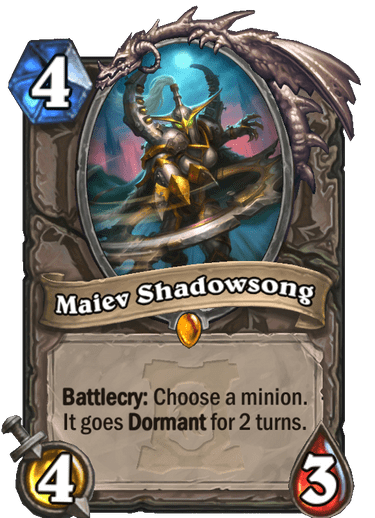 4
Maiev Shadowsong
Battlecry: Choose a minion.
It goes Dormant for 2 turns.
4
3